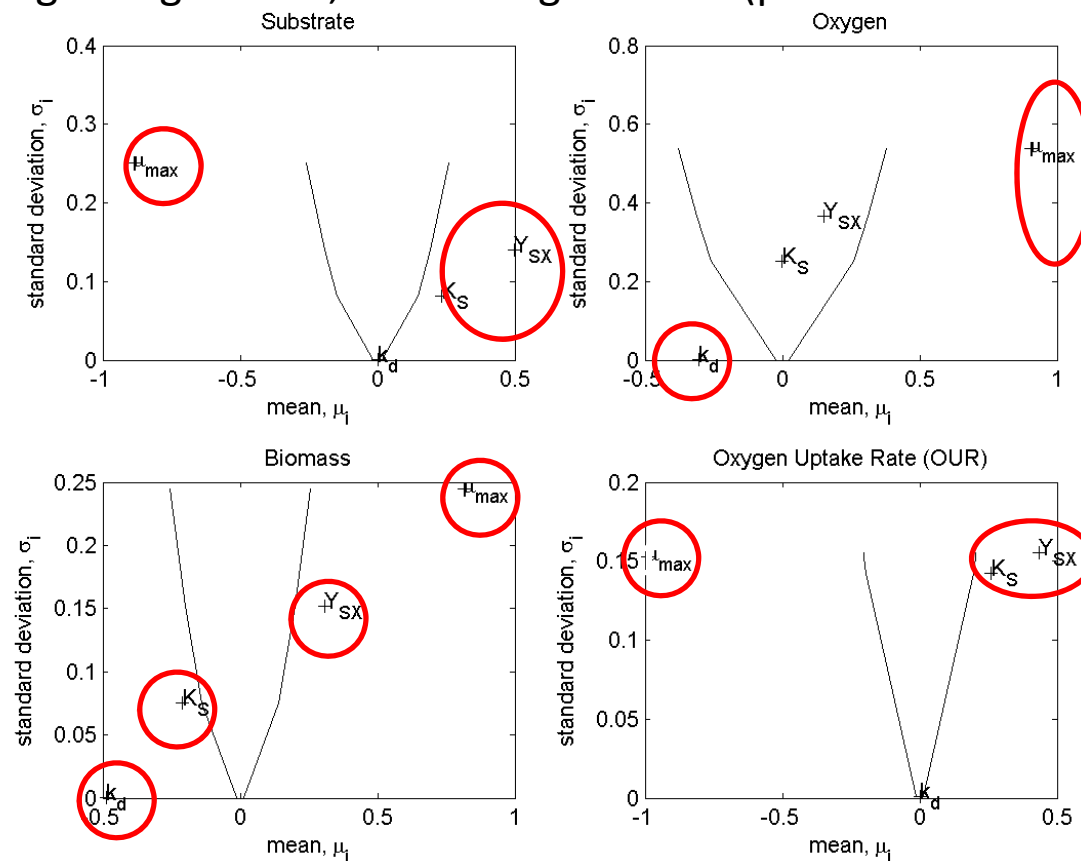 Substrate
0.4
0.3
0.2
0.1
0
-1
-0.5
0
0.5
standard deviation, σi
mean, μi
μmax
YSX
KS
kd
Oxygen
0.8
0.6
0.4
0.2
0
-0.5
0
0.5
1
standard deviation, σi
mean, μi
μmax
YSX
KS
kd
Biomass
0.25
0.2
0.15
0.1
0.05
0
0.5
0
0.5
1
standard deviation, σi
mean, μi
μmax
YSX
KS
kd
Oxygen Uptake Rate (OUR)
0.2
0.15
0.1
0.05
0
-1
-0.5
0
0.5
standard deviation, σi
mean, μi
μmax
YSX
KS
kd